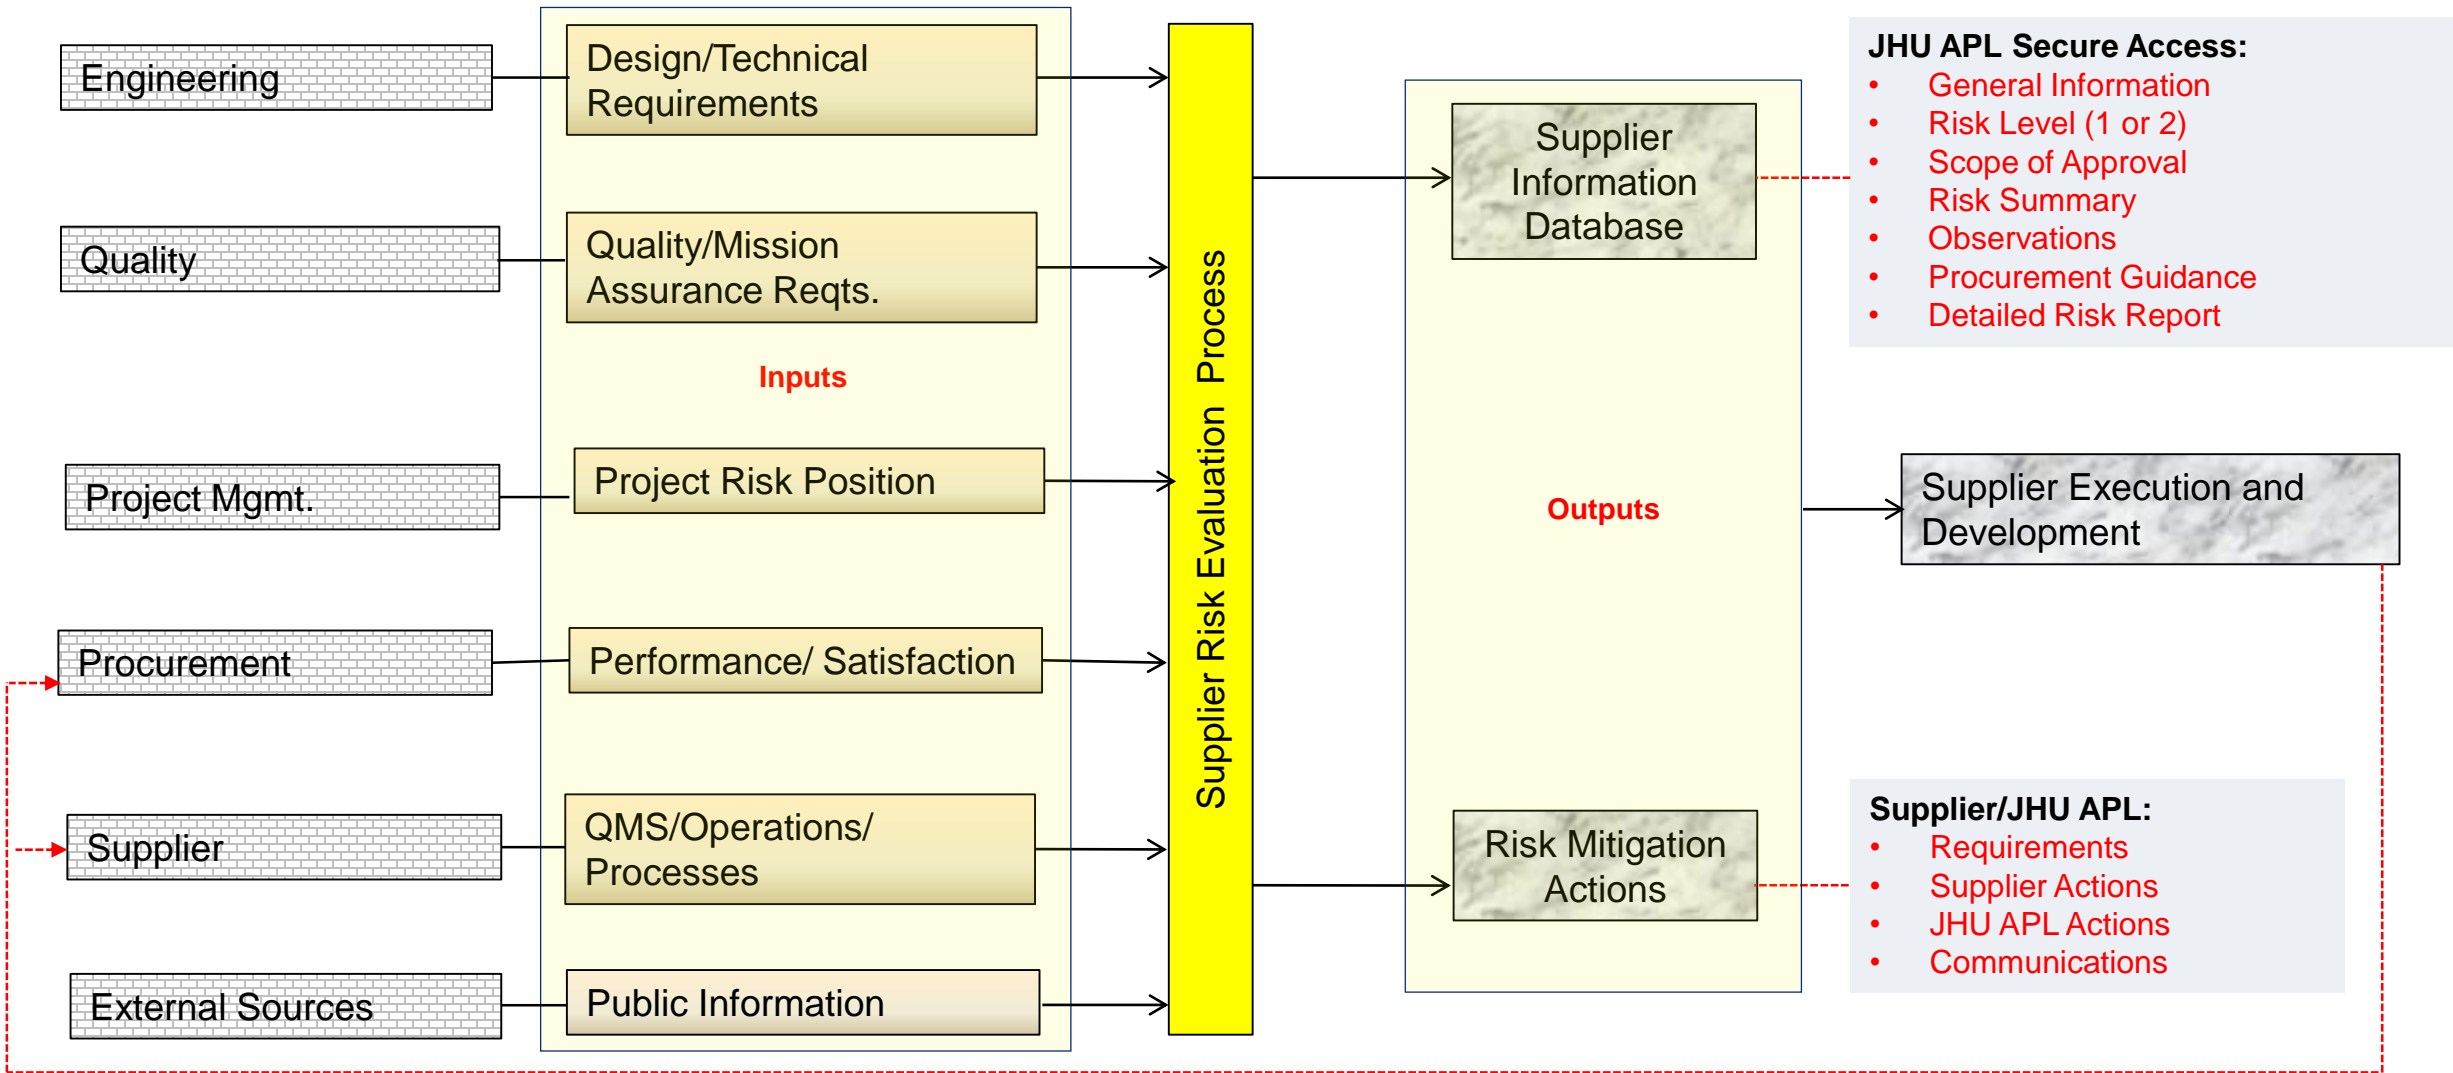 Engineering
Design/Technical
Requirements
Quality
Quality/Mission
Assurance Reqts.
Inputs
Project Mgmt.
Project Risk Position
Procurement
Performance/ Satisfaction
Supplier
QMS/Operations/
Processes
External Sources
Public Information
Supplier Risk Evaluation Process
Supplier
Information
Database
Outputs
Risk Mitigation
Actions
JHU APL Secure Access:
• General Information
• Risk Level (1 or 2)
• Scope of Approval
• Risk Summary
• Observations
• Procurement Guidance
• Detailed Risk Report
Supplier Execution and
Development
Supplier/JHU APL:
• Requirements
• Supplier Actions
• JHU APL Actions
• Communications